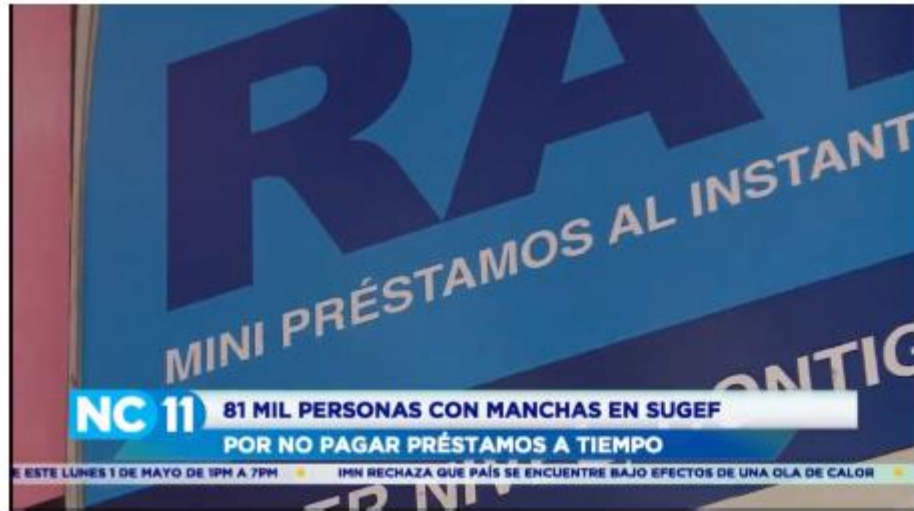 RA
MINI PRÉSTAMOS AL INSTANT
ONTIG
NC 11
81 MIL PERSONAS CON MANCHAS EN SUGEF
POR NO PAGAR PRÉSTAMOS A TIEMPO
E ESTE LUNES 1 DE MAYO DE 1PM A 7PM
IMN RECHAZA QUE PAÍS SE ENCUENTRE BAJO EFECTOS DE UNA OLA DE CALOR